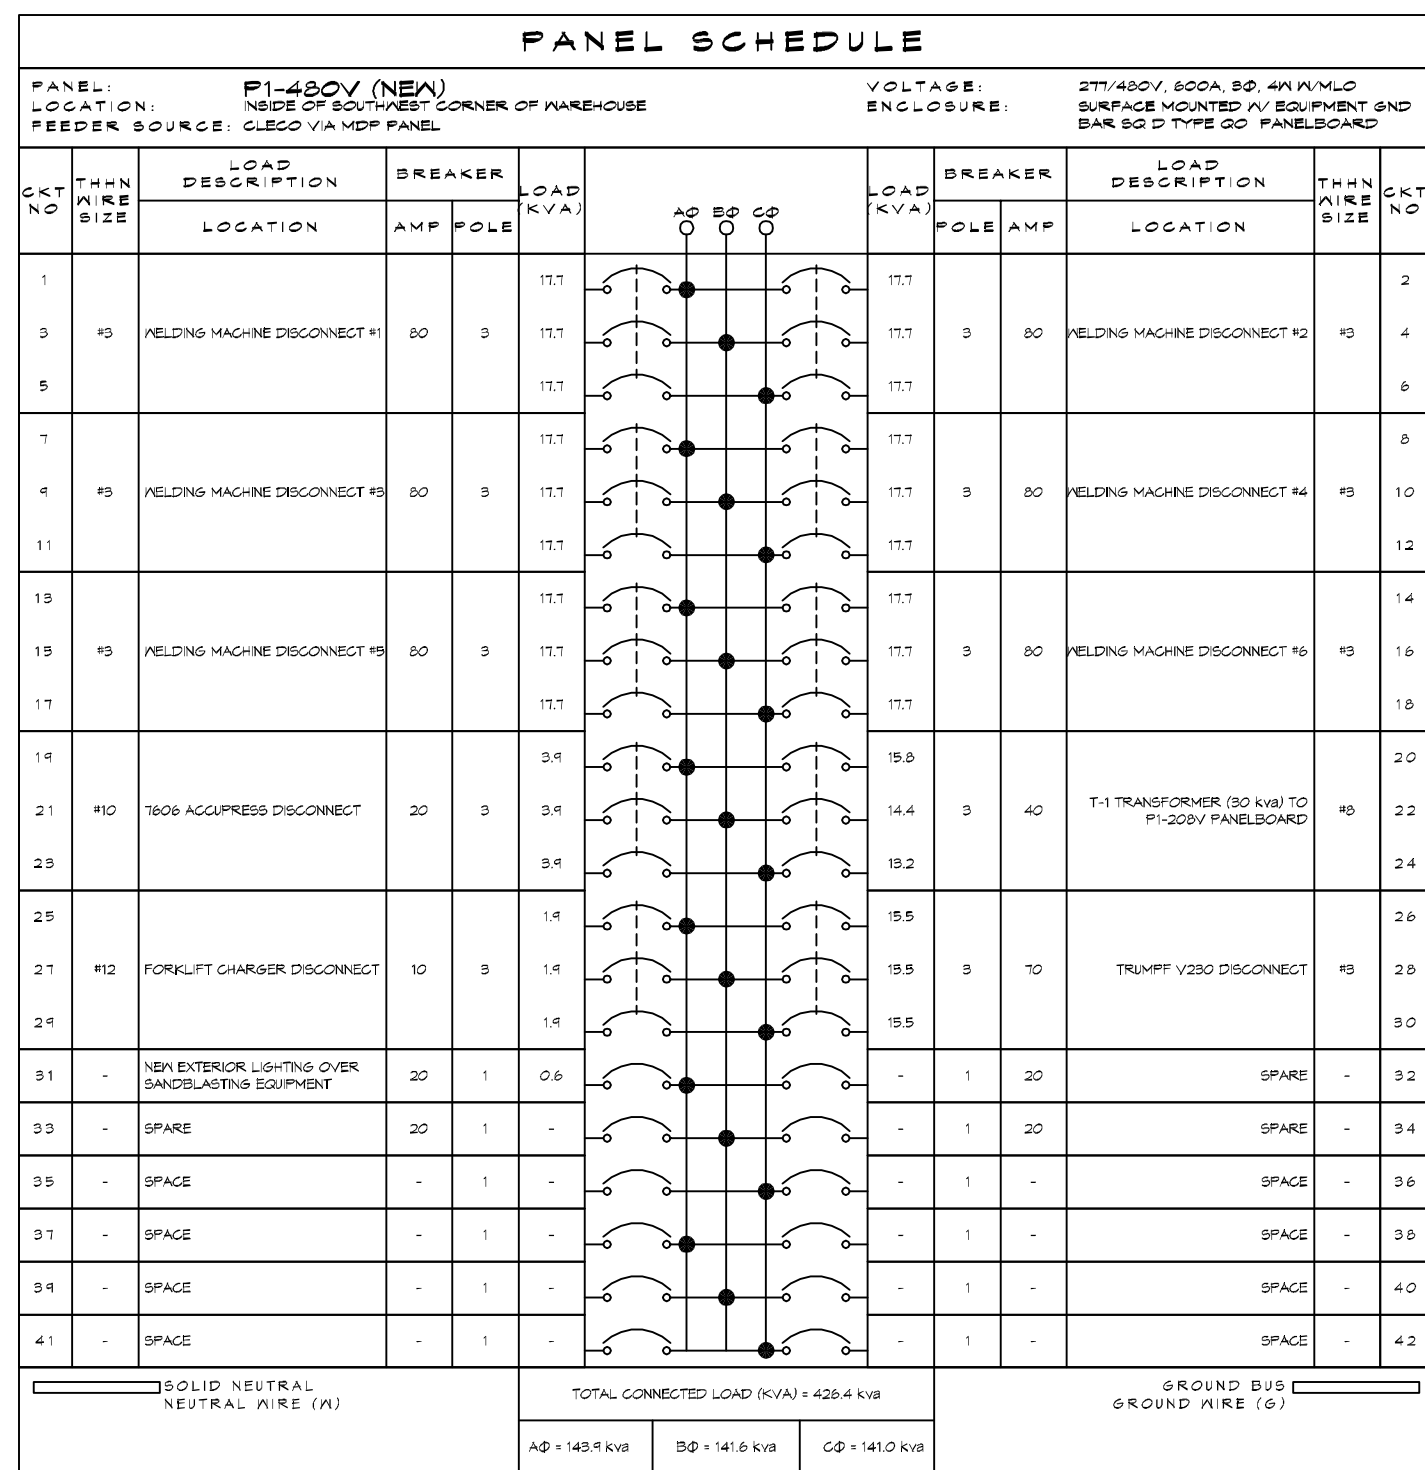 PANEL SCHEDULE
PANEL: P1-480V (NEW)
LOCATION: INSIDE OF SOUTHWEST CORNER OF WAREHOUSE
FEEDER SOURCE: CLECO VIA MDP PANEL
VOLTAGE: 277/480V, 600A, 3Φ, 4W W/MLO
ENCLOSURE: SURFACE MOUNTED W/ EQUIPMENT GND
BAR SQ D TYPE QO PANELBOARD
CKT NO THHN WIRE SIZE LOAD DESCRIPTION LOCATION BREAKER AMP POLE LOAD (KVA) AΦ BΦ CΦ LOAD (KVA) BREAKER POLE AMP LOAD DESCRIPTION LOCATION THHN WIRE SIZE CKT NO
1 17.7 17.7 2
3 #3 WELDING MACHINE DISCONNECT #1 80 3 17.7 17.7 3 80 WELDING MACHINE DISCONNECT #2 #3 4
5 17.7 17.7 6
7 17.7 17.7 8
9 #3 WELDING MACHINE DISCONNECT #3 80 3 17.7 17.7 3 80 WELDING MACHINE DISCONNECT #4 #3 10
11 17.7 17.7 12
13 17.7 17.7 14
15 #3 WELDING MACHINE DISCONNECT #5 80 3 17.7 17.7 3 80 WELDING MACHINE DISCONNECT #6 #3 16
17 17.7 17.7 18
19 3.9 15.8 20
21 #10 7606 ACCUPRESS DISCONNECT 20 3 3.9 14.4 3 40 T-1 TRANSFORMER (30 kva) TO P1-208V PANELBOARD #8 22
23 3.9 13.2 24
25 1.9 15.5 26
27 #12 FORKLIFT CHARGER DISCONNECT 10 3 1.9 15.5 3 70 TRUMPF V230 DISCONNECT #3 28
29 1.9 15.5 30
31 - NEW EXTERIOR LIGHTING OVER SANDBLASTING EQUIPMENT 20 1 0.6 - 1 20 SPARE - 32
33 - SPARE 20 1 - - 1 20 SPARE - 34
35 - SPACE - 1 - - 1 - SPACE - 36
37 - SPACE - 1 - - 1 - SPACE - 38
39 - SPACE - 1 - - 1 - SPACE - 40
41 - SPACE - 1 - - 1 - SPACE - 42
SOLID NEUTRAL
NEUTRAL WIRE (W)
TOTAL CONNECTED LOAD (KVA) = 426.4 kva
AΦ = 143.9 kva BΦ = 141.6 kva CΦ = 141.0 kva
GROUND BUS
GROUND WIRE (G)